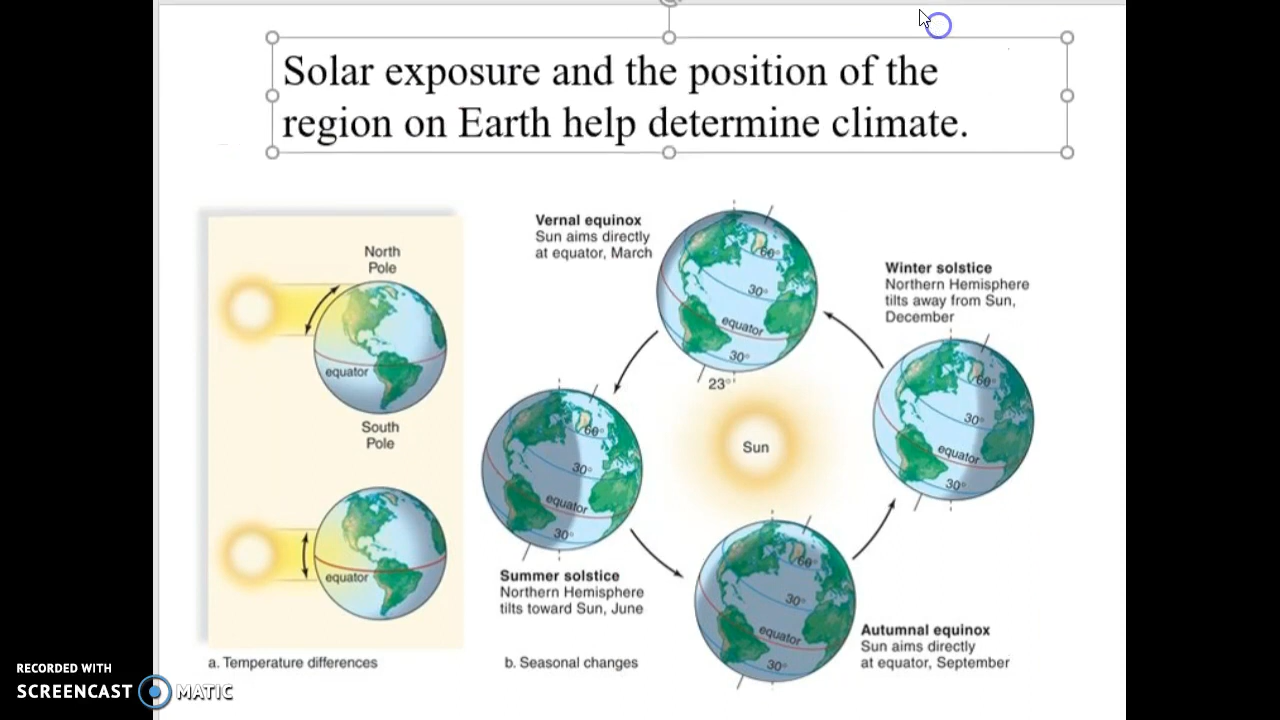 Solar exposure and the position of the
region on Earth help determine climate.
North
Pole
equator
South
Pole
equator
a. Temperature differences
Vernal equinox
Sun aims directly
at equator, March
60°
30°
equator
30°
23°
Winter solstice
Northern Hemisphere
tilts away from Sun,
December
60°
30°
equator
30°
Sun
60°
30°
equator
30°
Summer solstice
Northern Hemisphere
tilts toward Sun, June
60°
30°
equator
30°
Autumnal equinox
Sun aims directly
at equator, September
b. Seasonal changes
RECORDED WITH
SCREENCAST MATIC